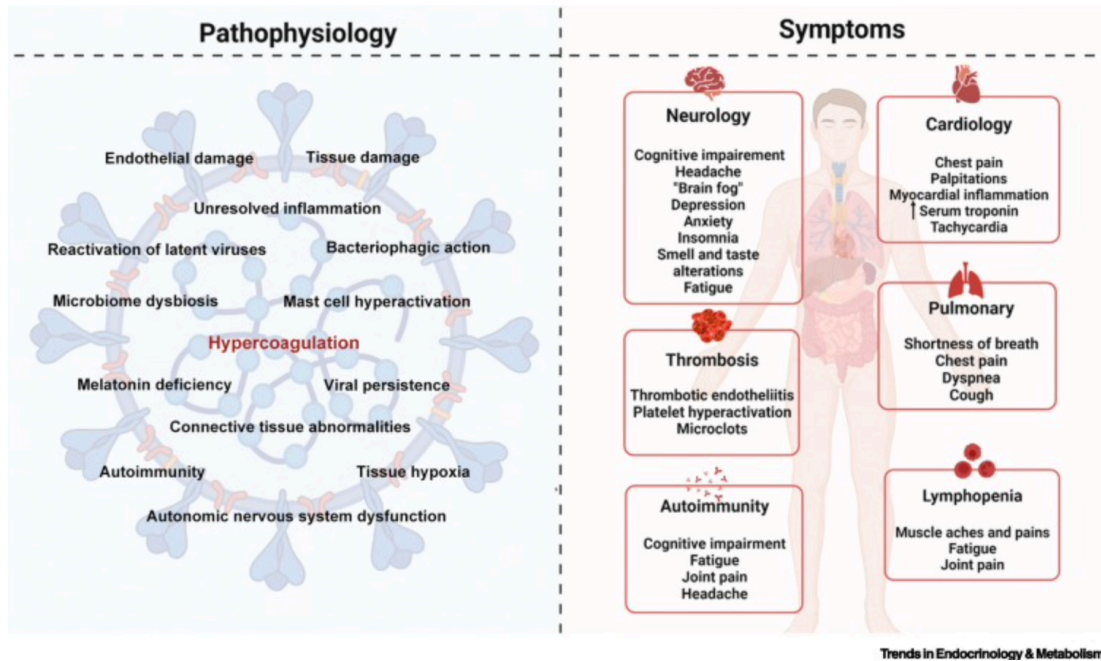 Pathophysiology
Endothelial damage
Tissue damage
Unresolved inflammation
Reactivation of latent viruses
Bacteriophagic action
Microbiome dysbiosis
Mast cell hyperactivation
Hypercoagulation
Melatonin deficiency
Viral persistence
Connective tissue abnormalities
Autoimmunity
Tissue hypoxia
Autonomic nervous system dysfunction
Symptoms
Neurology
Cognitive impairement
Headache
"Brain fog"
Depression
Anxiety
Insomnia
Smell and taste
alterations
Fatigue
Cardiology
Chest pain
Palpitations
Myocardial inflammation
↑ Serum troponin
Tachycardia
Thrombosis
Thrombotic endotheliitis
Platelet hyperactivation
Microclots
Pulmonary
Shortness of breath
Chest pain
Dyspnea
Cough
Autoimmunity
Cognitive impairment
Fatigue
Joint pain
Headache
Lymphopenia
Muscle aches and pains
Fatigue
Joint pain
Trends in Endocrinology & Metabolism